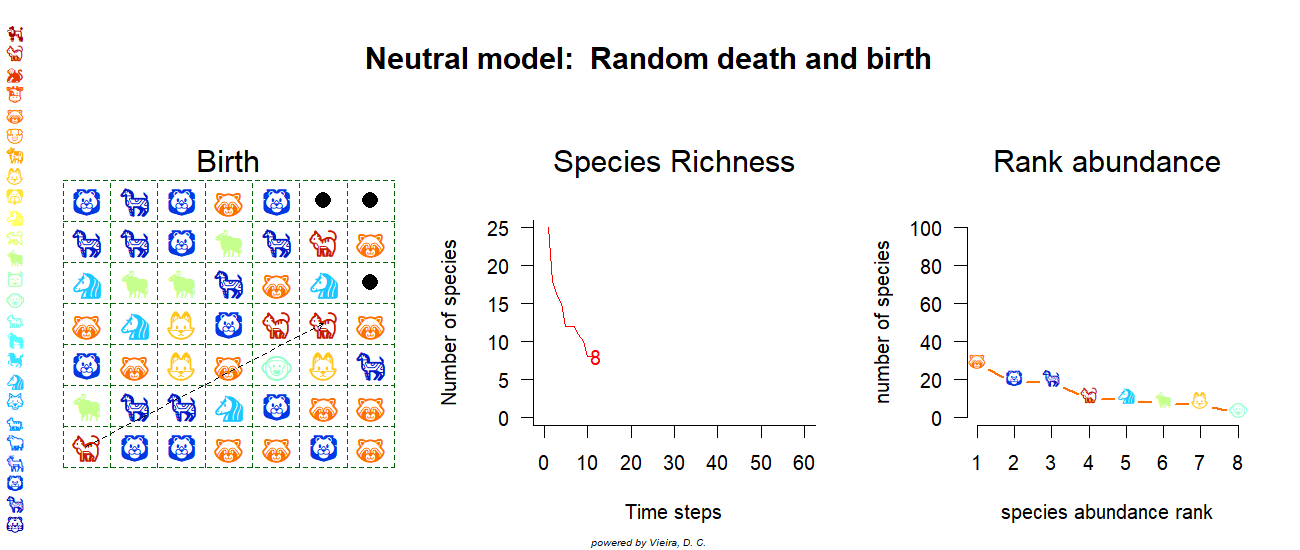 Neutral model:  Random death and birth
Birth
Species Richness
Number of species
25
20
15
10
5
0
8
0 10 20 30 40 50 60
Time steps
Rank abundance
number of species
100
80
60
40
20
0
1 2 3 4 5 6 7 8
species abundance rank
powered by Vieira, D. C.